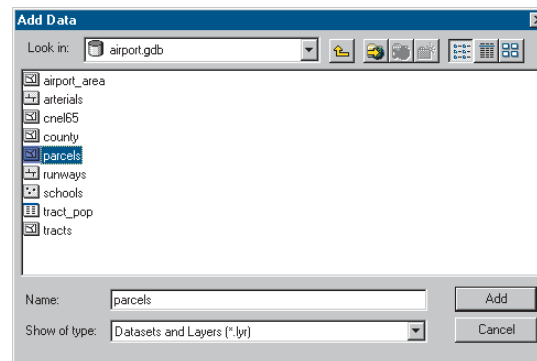 Add Data
Look in: airport.gdb
airport_area
arterials
cnel65
county
parcels
runways
schools
tract_pop
tracts
Name: parcels Add
Show of type: Datasets and Layers (*.lyr) Cancel